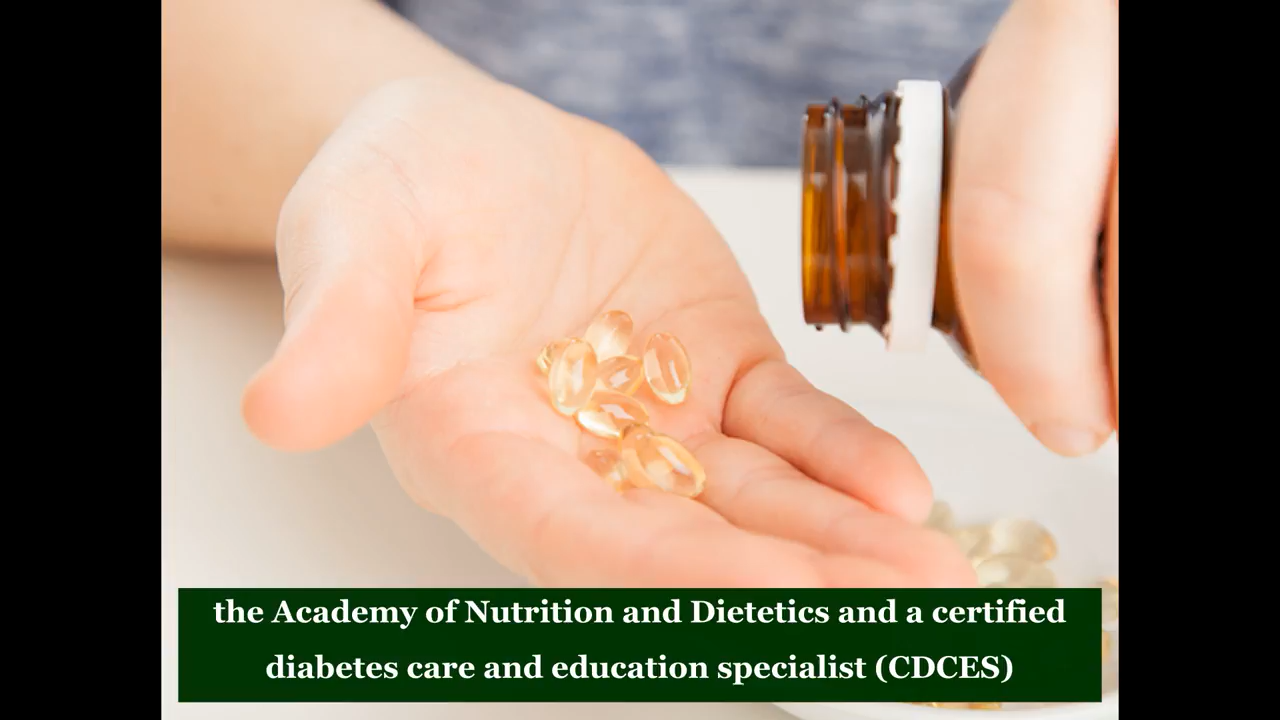 the Academy of Nutrition and Dietetics and a certified
diabetes care and education specialist (CDCES)